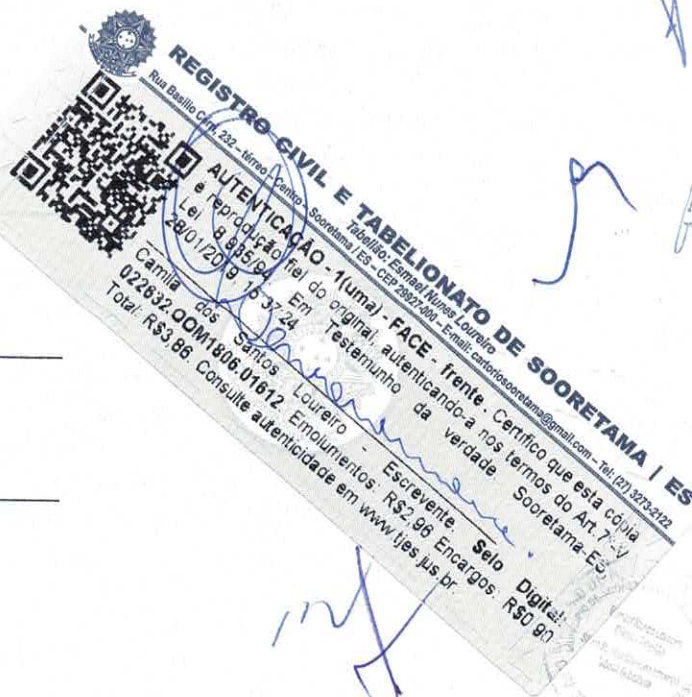 REGISTRO CIVIL E TABELIONATO DE SOORETAMA / ES
Tabelião: Esmael Nunes Loureiro
Rua Basílio Cerri, 232 - térreo - Centro - Sooretama / ES - CEP 29927-000 - E-mail: cartoriosooretama@gmail.com - Tel: (27) 3273-2122
AUTENTICAÇÃO - 1(uma) - FACE - frente. Certifico que esta cópia
é reprodução fiel do original, autenticando-a nos termos do Art. 7º-V
Lei 8.935/94. Em Testemunho da verdade. Sooretama-ES,
28/01/2019 15:37:24
Camila dos Santos Loureiro - Escrevente. Selo Digital:
022632.QOM1806.01612. Emolumentos: R$2,96 Encargos: R$0,90
Total: R$3,86. Consulte autenticidade em www.tjes.jus.br.